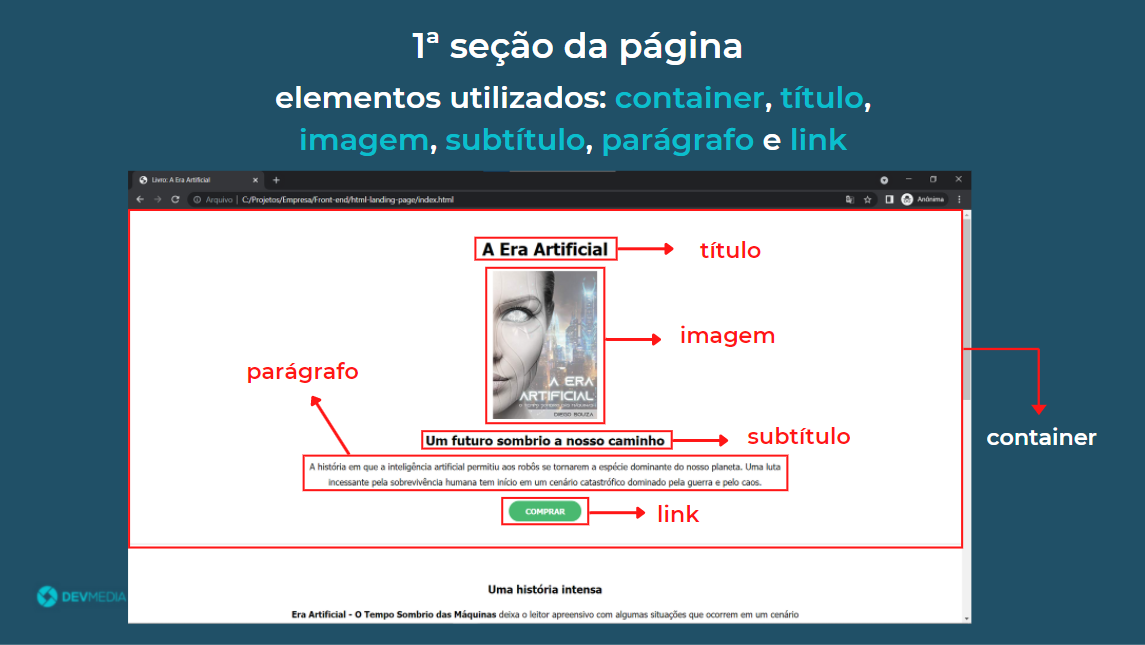 1ª seção da página
elementos utilizados: container, título,
imagem, subtítulo, parágrafo e link
Livro: A Era Artificial
Arquivo | C:/Projetos/Empresa/Front-end/html-landing-page/index.html
Anônima
A Era Artificial
título
imagem
A ERA
ARTIFICIAL
DIEGO SOUZA
parágrafo
container
Um futuro sombrio a nosso caminho
subtítulo
A história em que a inteligência artificial permitiu aos robôs se tornarem a espécie dominante do nosso planeta. Uma luta
incessante pela sobrevivência humana tem início em um cenário catastrófico dominado pela guerra e pelo caos.
COMPRAR
link
Uma história intensa
DEVMEDIA
Era Artificial - O Tempo Sombrio das Máquinas deixa o leitor apreensivo com algumas situações que ocorrem em um cenário